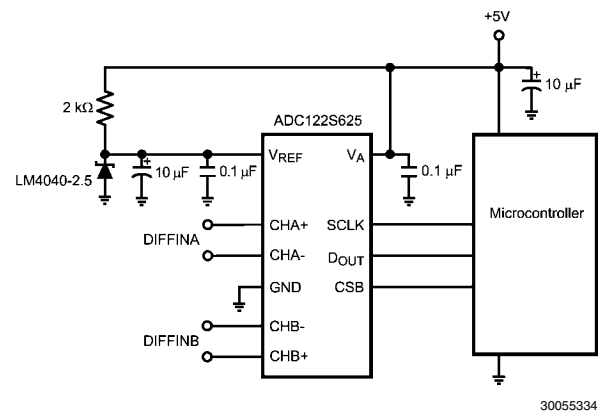 +5V
10 µF
2 kΩ
ADC122S625
VREF
VA
LM4040-2.5
10 µF
0.1 µF
0.1 µF
Microcontroller
DIFFINA
CHA+
SCLK
CHA-
DOUT
GND
CSB
DIFFINB
CHB-
CHB+
30055334